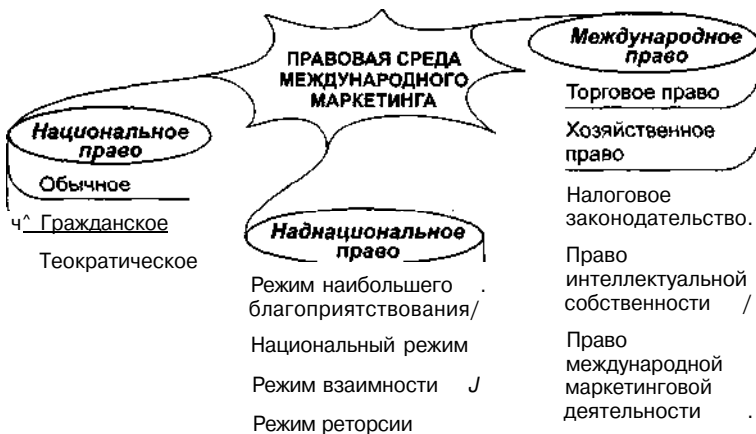 ПРАВОВАЯ СРЕДА
МЕЖДУНАРОДНОГО
МАРКЕТИНГА
Национальное
право
Обычное
ч^ Гражданское
Теократическое
Наднациональное
право
Режим наибольшего .
благоприятствования/
Национальный режим
Режим взаимности J
Режим реторсии
Международное
право
Торговое право
Хозяйственное
право
Налоговое
законодательство.
Право
интеллектуальной
собственности /
Право
международной
маркетинговой
деятельности .